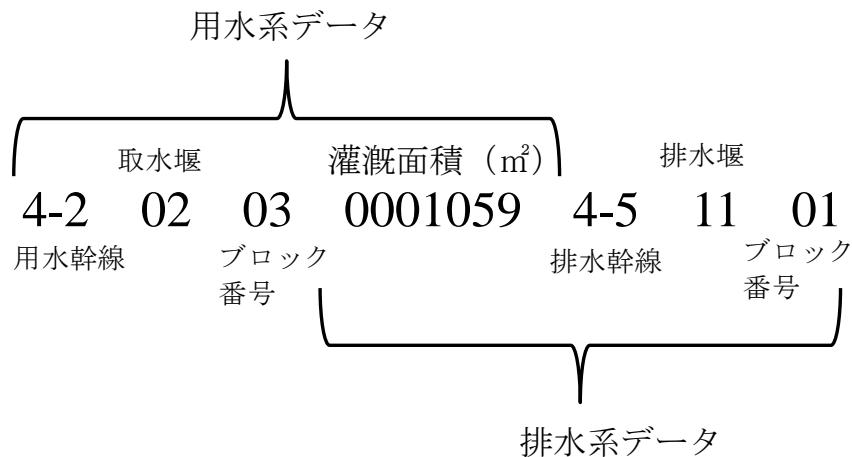 用水系データ
取水堰 灌漑面積（㎡） 排水堰
4-2 02 03 0001059 4-5 11 01
用水幹線 ブロック 排水幹線 ブロック
番号 番号
排水系データ